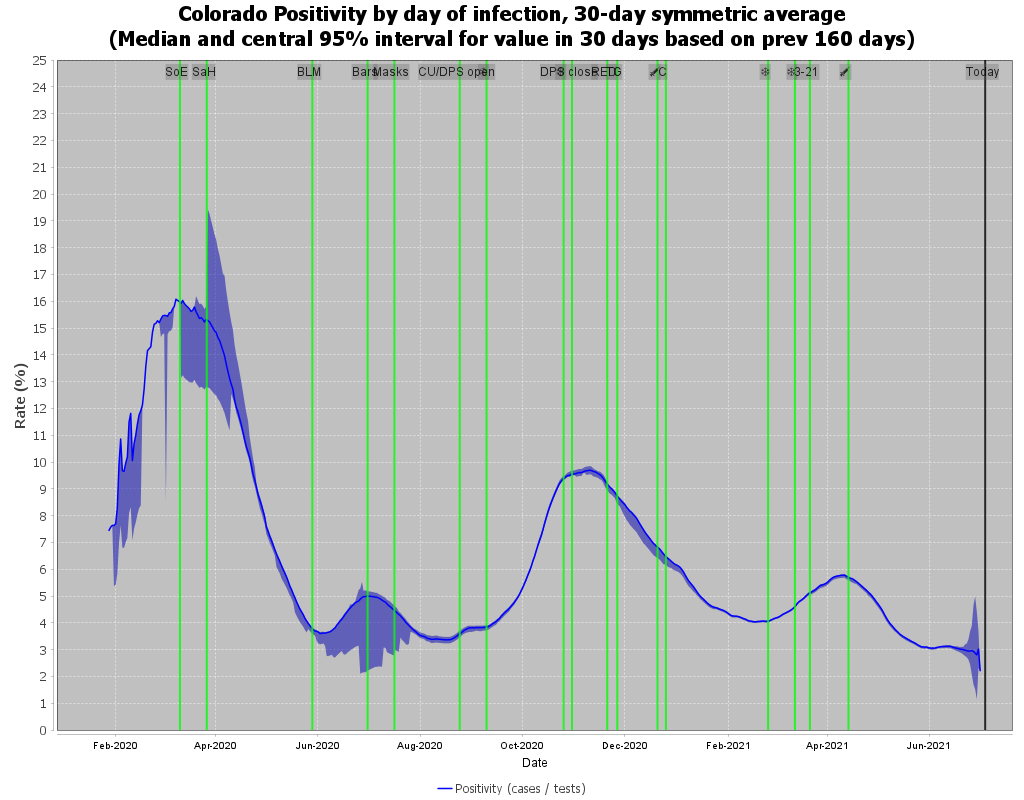 Colorado Positivity by day of infection, 30-day symmetric average
(Median and central 95% interval for value in 30 days based on prev 160 days)
25
24
23
22
21
20
19
18
17
16
15
14
13
12
11
10
9
8
7
6
5
4
3
2
1
0
Rate (%)
SoE
SaH
BLM
Bars
Masks
CU/DPS open
C
3-21
Today
Feb-2020
Apr-2020
Jun-2020
Aug-2020
Oct-2020
Dec-2020
Feb-2021
Apr-2021
Jun-2021
Date
Positivity (cases / tests)